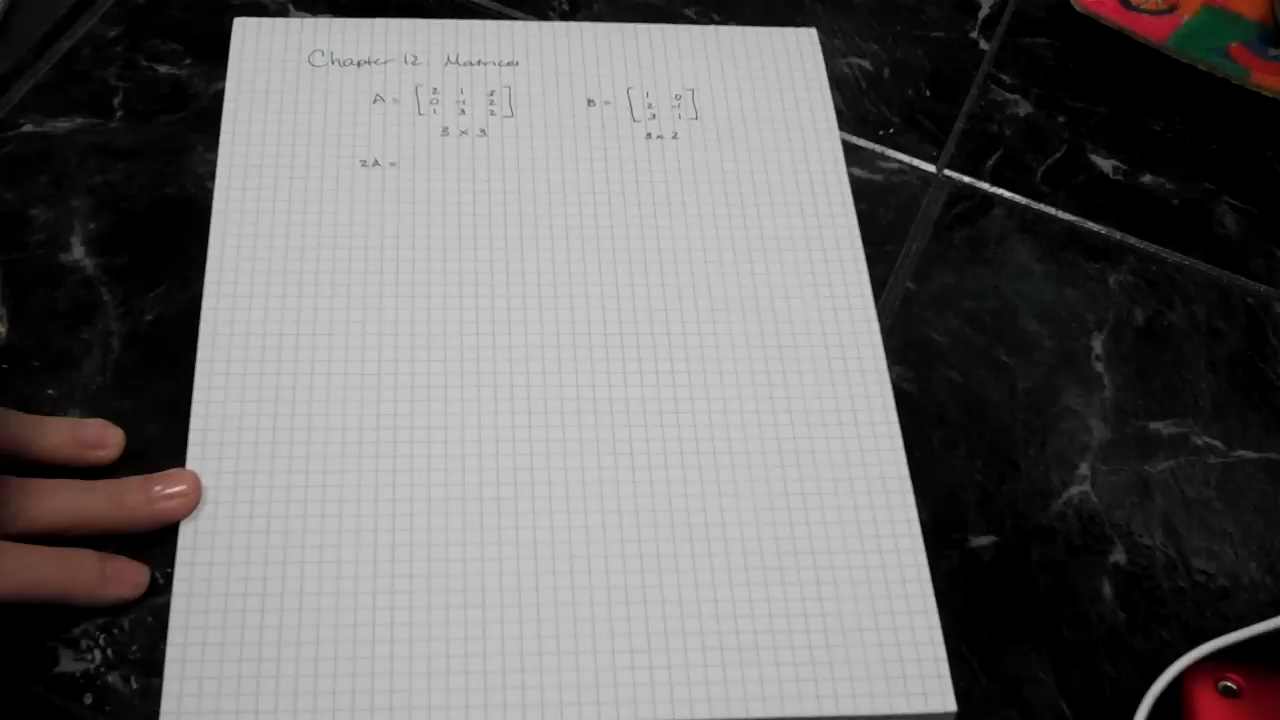 Chapter 12: Matrices
A = [ 2 1 3 B = [ 1 0
0 -1 2 2 -1
1 3 2 ] 3 1 ]
3 × 3 3 × 2
2A =